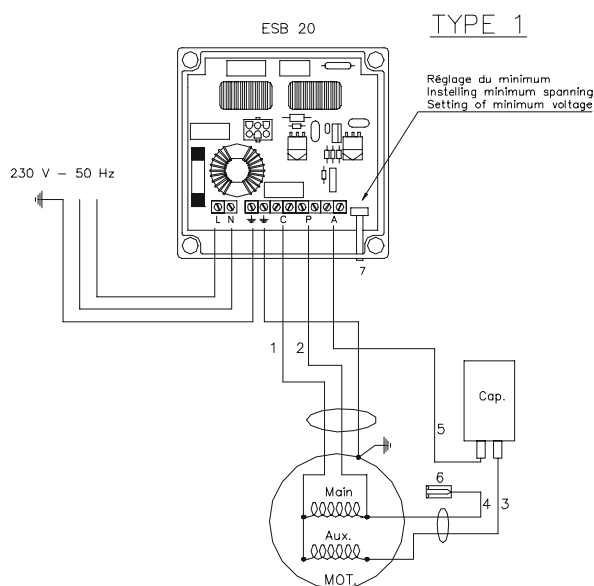 ESB 20
TYPE 1
Réglage du minimum
Instelling minimum spanning
Setting of minimum voltage
230 V – 50 Hz
L N C P A
7
1 2
Cap.
5
6
4 3
Main
Aux.
MOT.